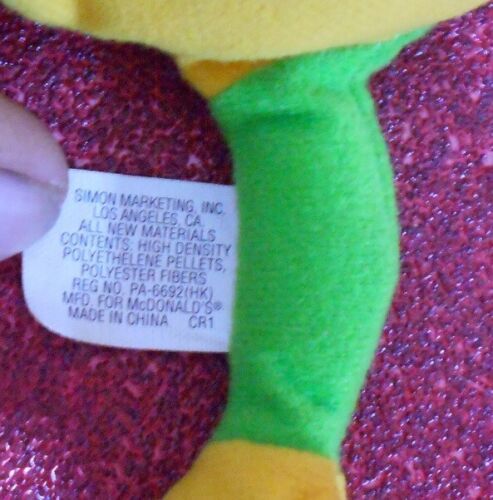 SIMON MARKETING, INC.
LOS ANGELES, CA
ALL NEW MATERIALS
CONTENTS: HIGH DENSITY
POLYETHELENE PELLETS,
POLYESTER FIBERS
REG NO. PA-6692(HK)
MFD. FOR McDONALD'S®
MADE IN CHINA CR1